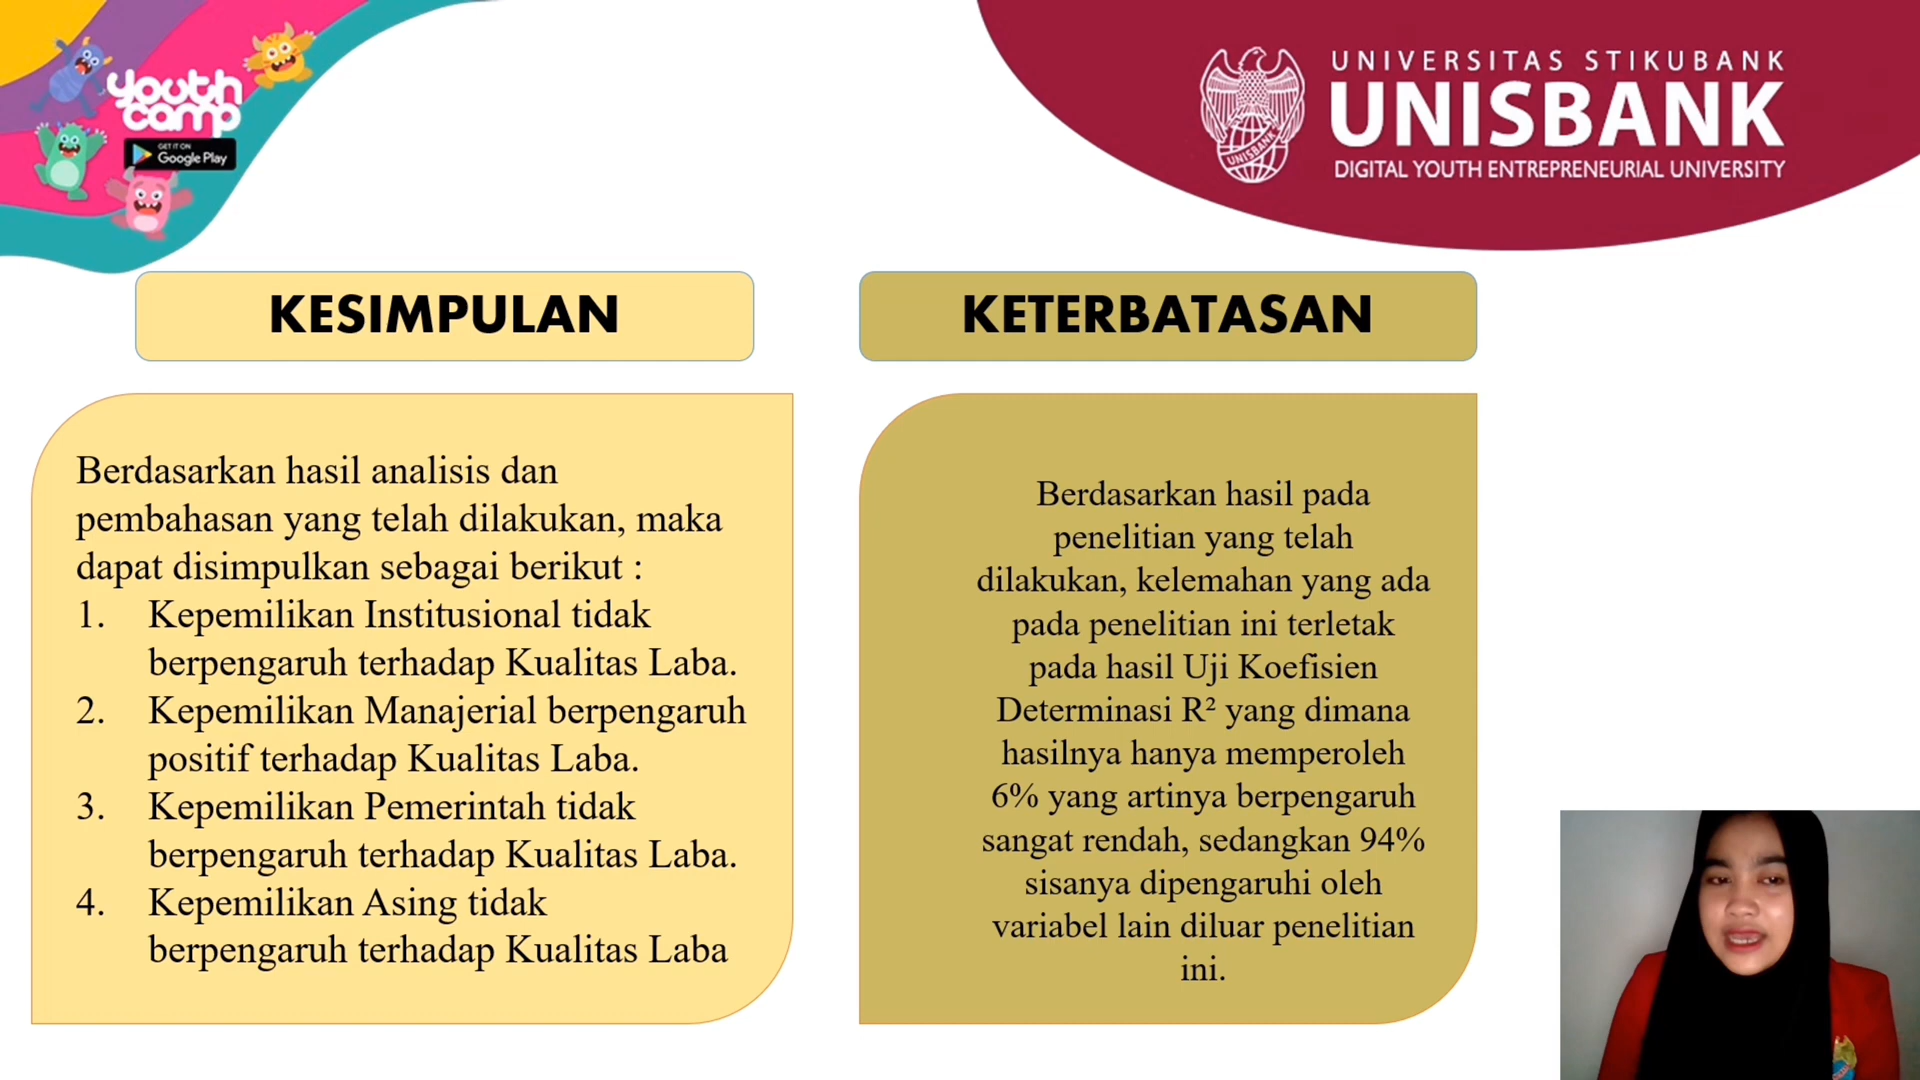 youth
camp
GET IT ON
Google Play
UNIVERSITAS STIKUBANK
UNISBANK
DIGITAL YOUTH ENTREPRENEURIAL UNIVERSITY
UNISBANK
KESIMPULAN
Berdasarkan hasil analisis dan
pembahasan yang telah dilakukan, maka
dapat disimpulkan sebagai berikut :
1. Kepemilikan Institusional tidak
berpengaruh terhadap Kualitas Laba.
2. Kepemilikan Manajerial berpengaruh
positif terhadap Kualitas Laba.
3. Kepemilikan Pemerintah tidak
berpengaruh terhadap Kualitas Laba.
4. Kepemilikan Asing tidak
berpengaruh terhadap Kualitas Laba
KETERBATASAN
Berdasarkan hasil pada
penelitian yang telah
dilakukan, kelemahan yang ada
pada penelitian ini terletak
pada hasil Uji Koefisien
Determinasi R² yang dimana
hasilnya hanya memperoleh
6% yang artinya berpengaruh
sangat rendah, sedangkan 94%
sisanya dipengaruhi oleh
variabel lain diluar penelitian
ini.